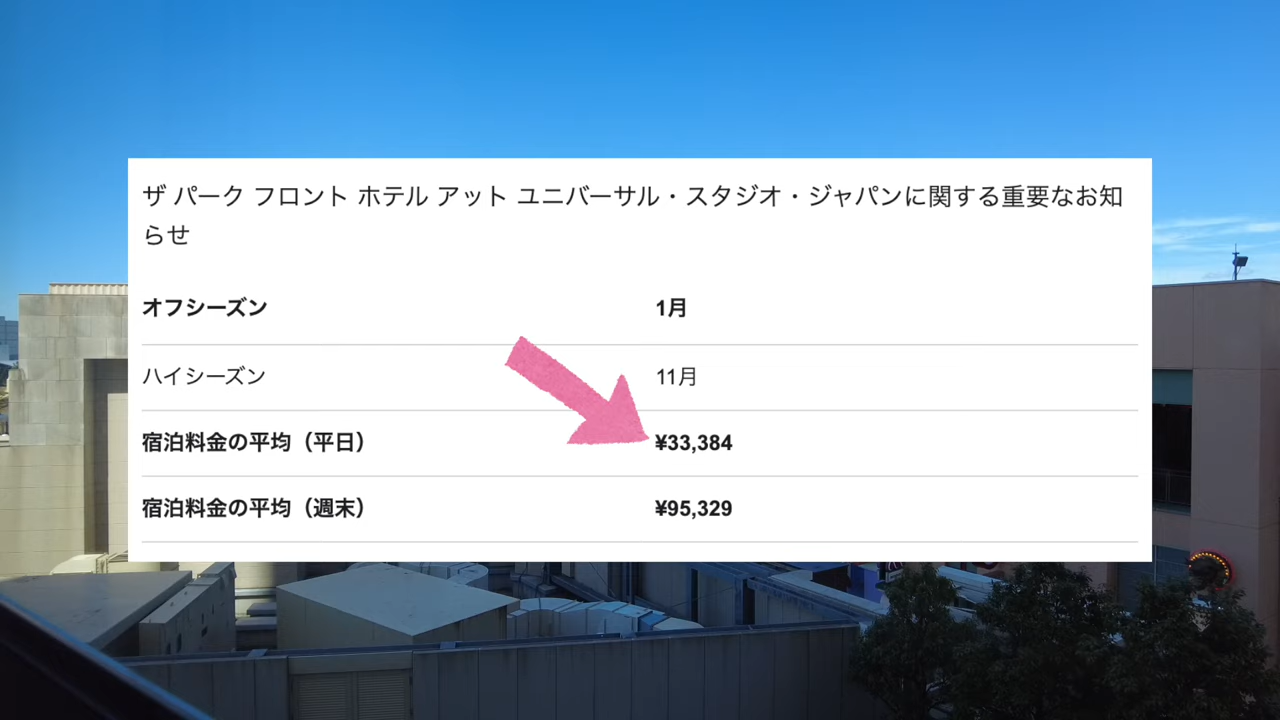 ザ パーク フロント ホテル アット ユニバーサル・スタジオ・ジャパンに関する重要なお知
らせ
オフシーズン 1月
ハイシーズン 11月
宿泊料金の平均（平日） ¥33,384
宿泊料金の平均（週末） ¥95,329